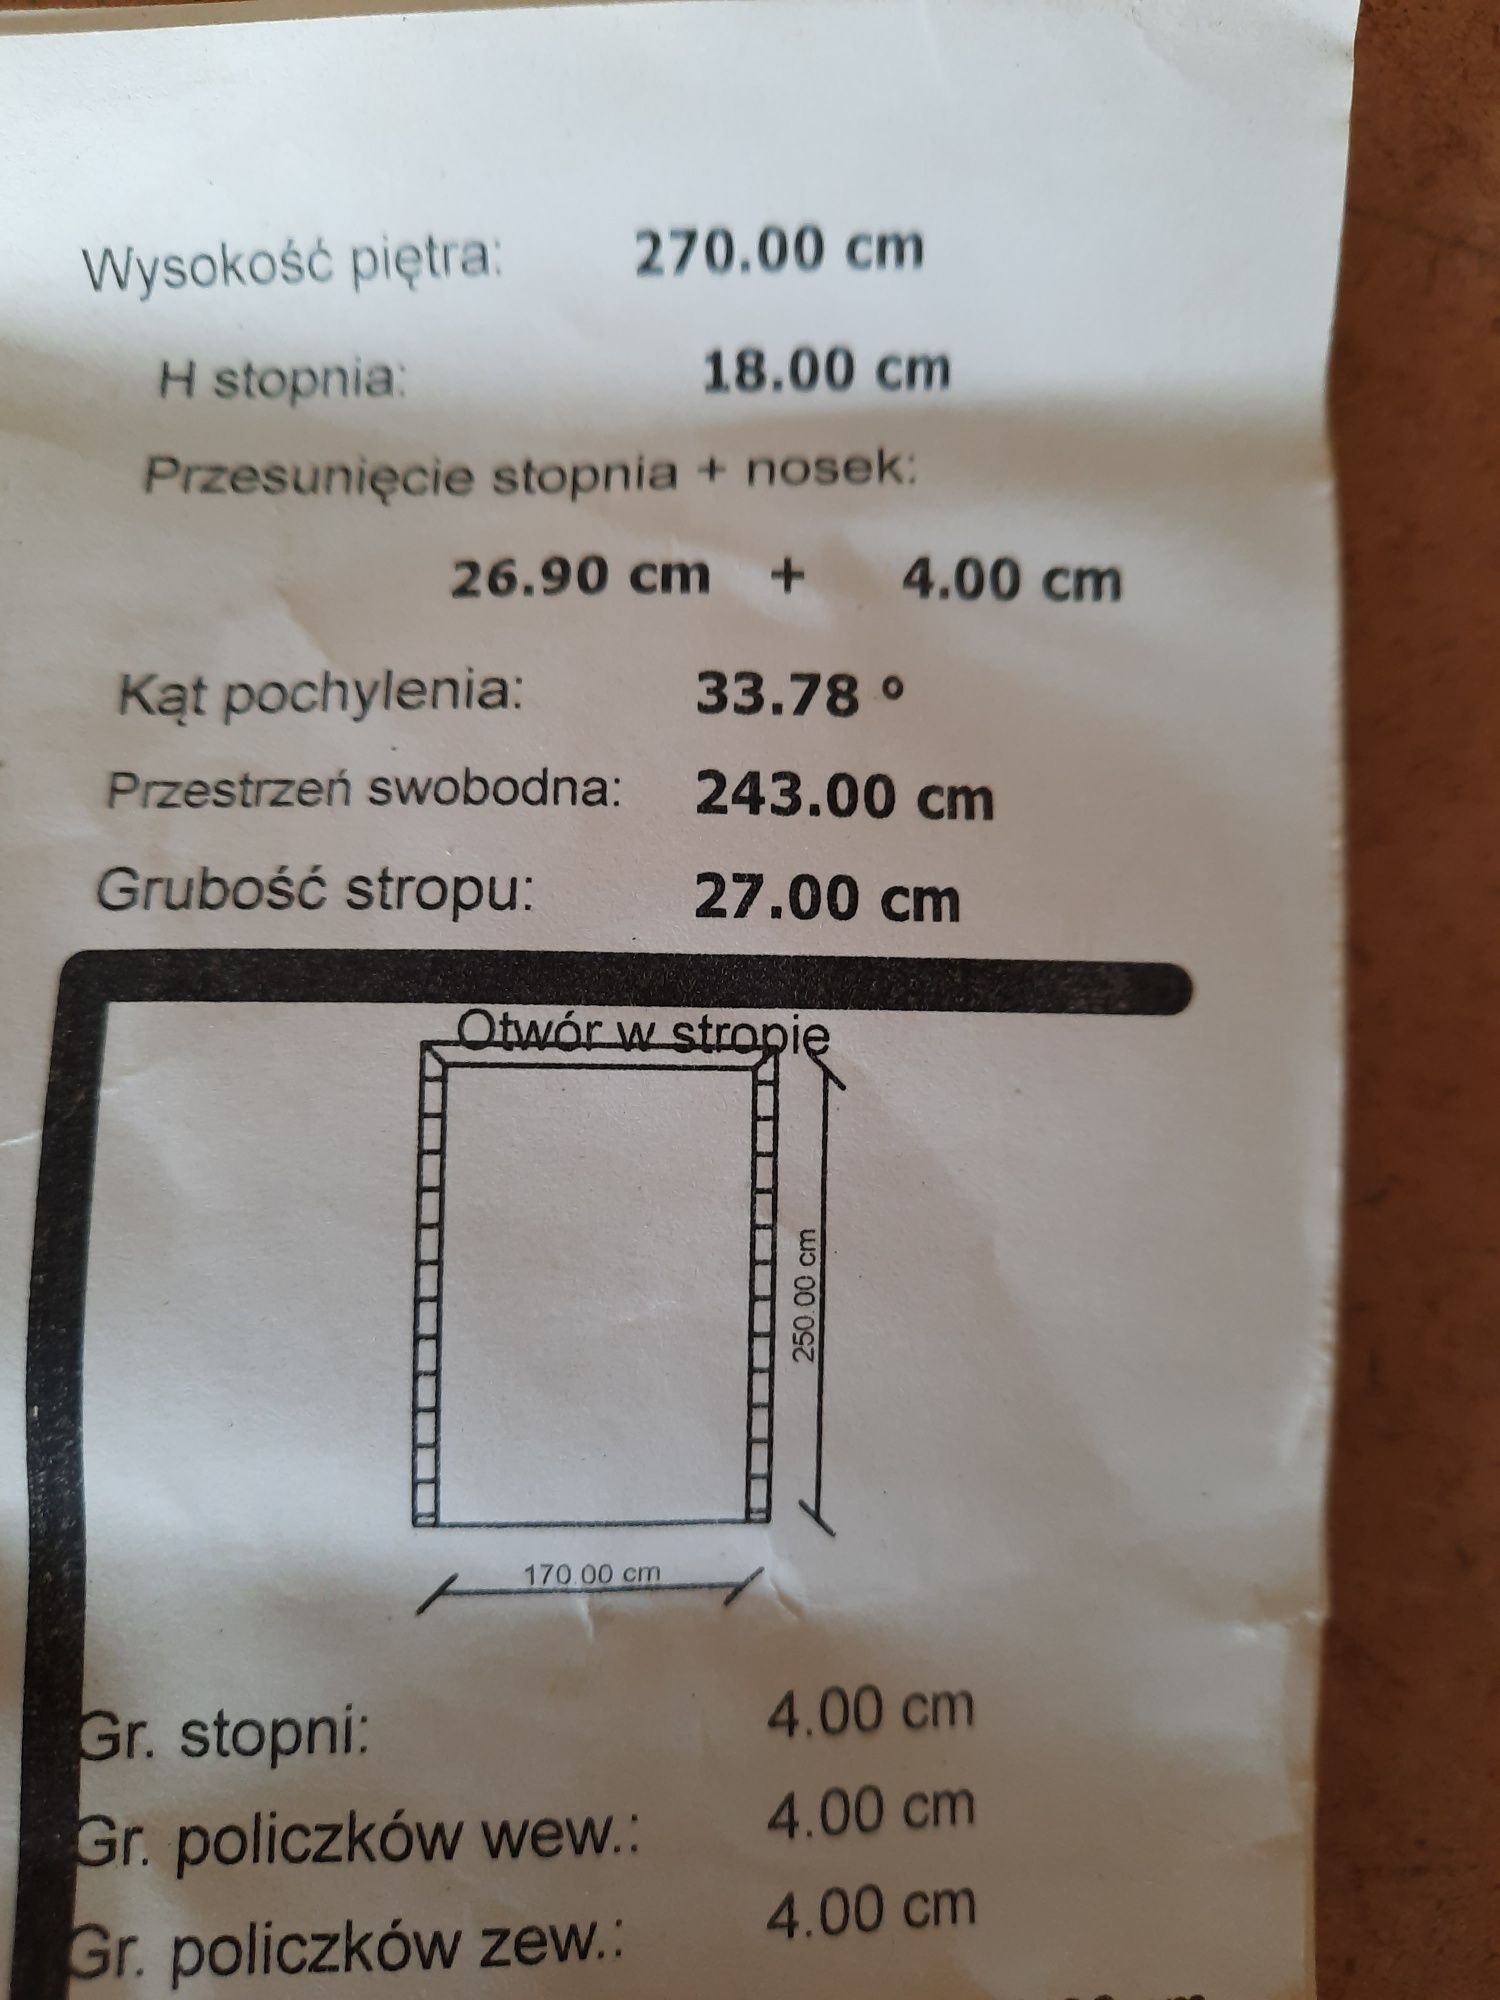 Wysokość piętra: 270.00 cm
H stopnia: 18.00 cm
Przesunięcie stopnia + nosek:
26.90 cm + 4.00 cm
Kąt pochylenia: 33.78 °
Przestrzeń swobodna: 243.00 cm
Grubość stropu: 27.00 cm
Otwór w stropie
250.00 cm
170.00 cm
Gr. stopni: 4.00 cm
Gr. policzków wew.: 4.00 cm
Gr. policzków zew.: 4.00 cm